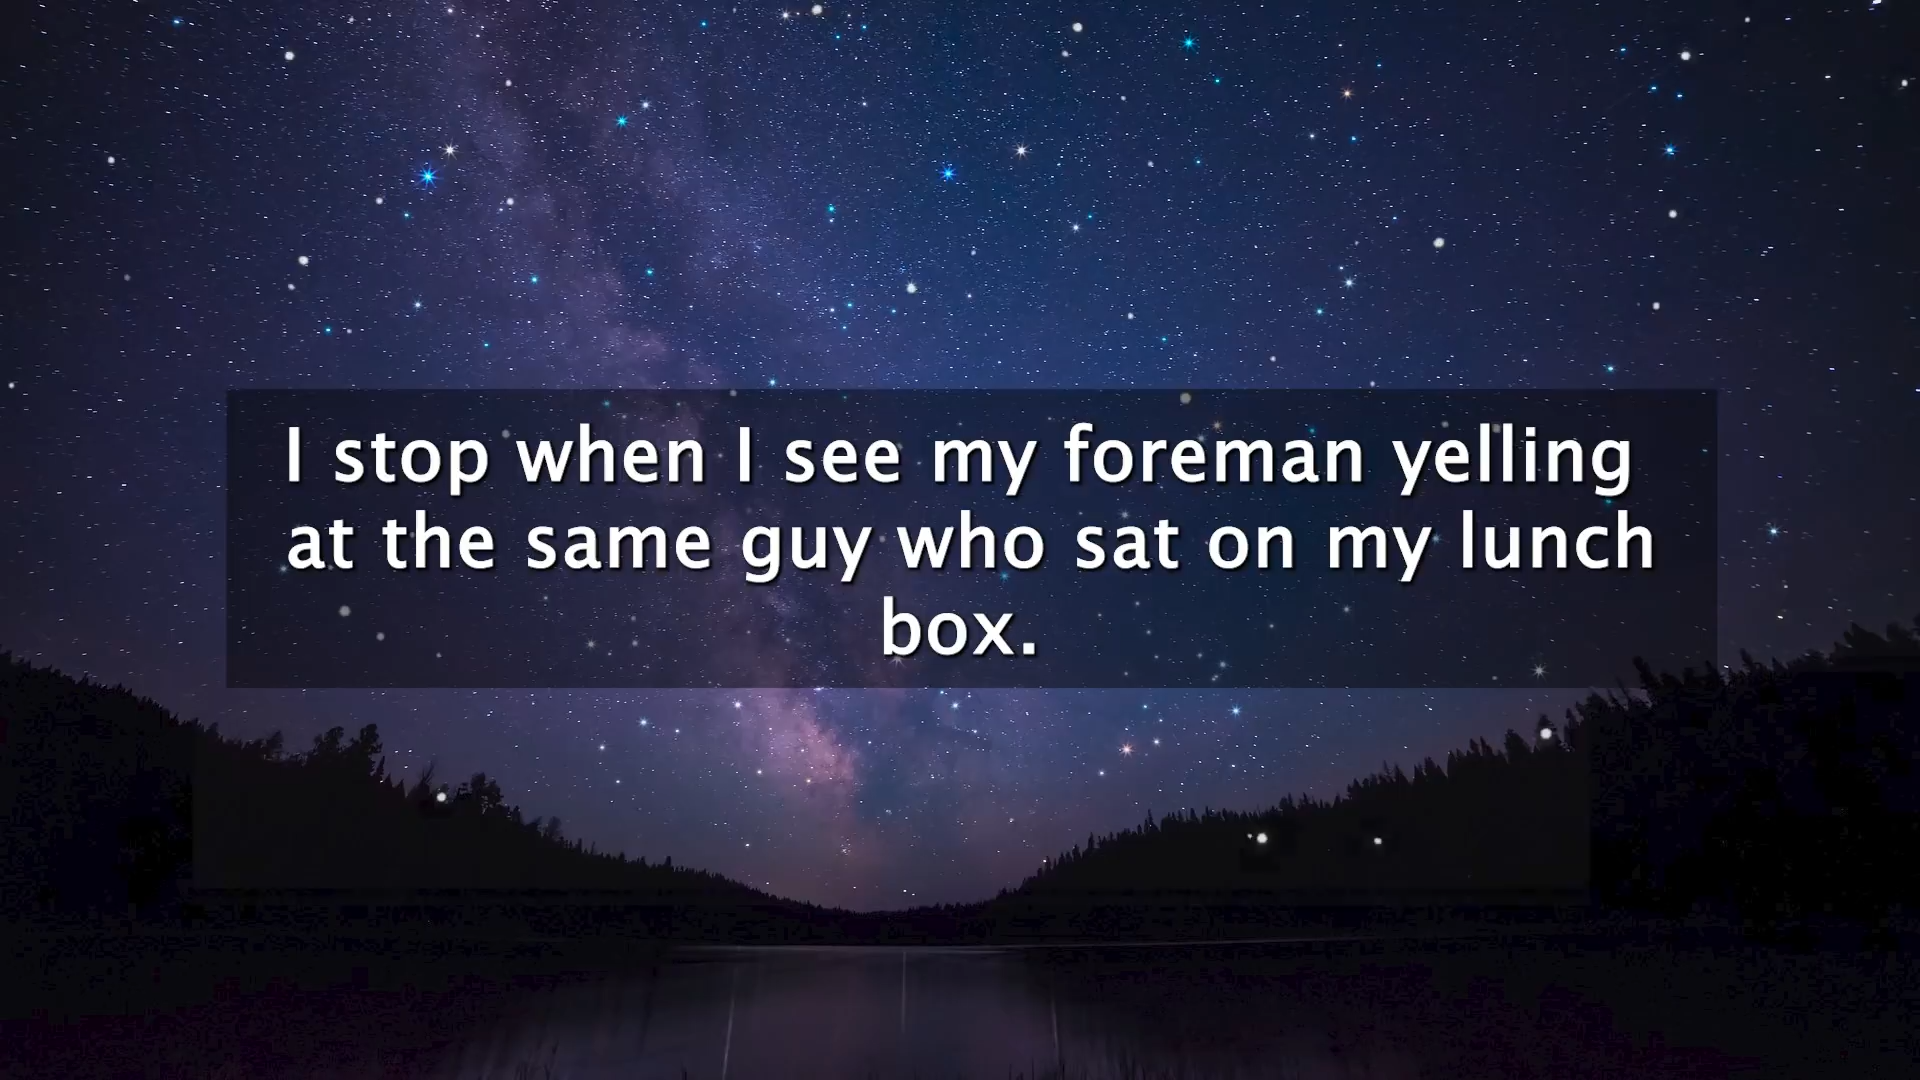 I stop when I see my foreman yelling
at the same guy who sat on my lunch
box.